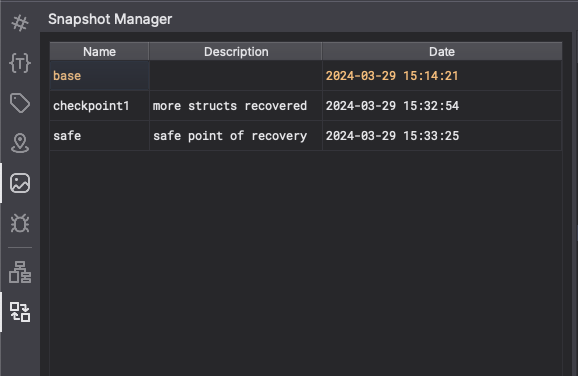 Snapshot Manager
Name Description Date
base 2024-03-29 15:14:21
checkpoint1 more structs recovered 2024-03-29 15:32:54
safe safe point of recovery 2024-03-29 15:33:25
{T}